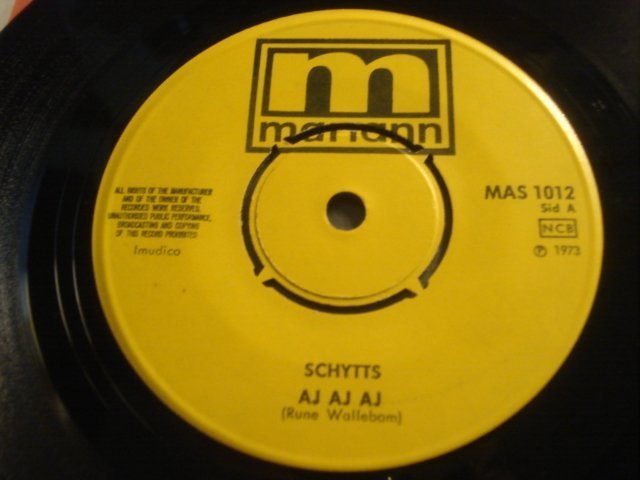 m
mariann
ALL RIGHTS OF THE MANUFACTURER
AND OF THE OWNER OF THE
RECORDED WORK RESERVED.
UNAUTHORISED PUBLIC PERFORMANCE,
BROADCASTING AND COPYING
OF THIS RECORD PROHIBITED
Imudico
MAS 1012
Sid A
NCB
℗ 1973
SCHYTTS
AJ AJ AJ
(Rune Wallebom)